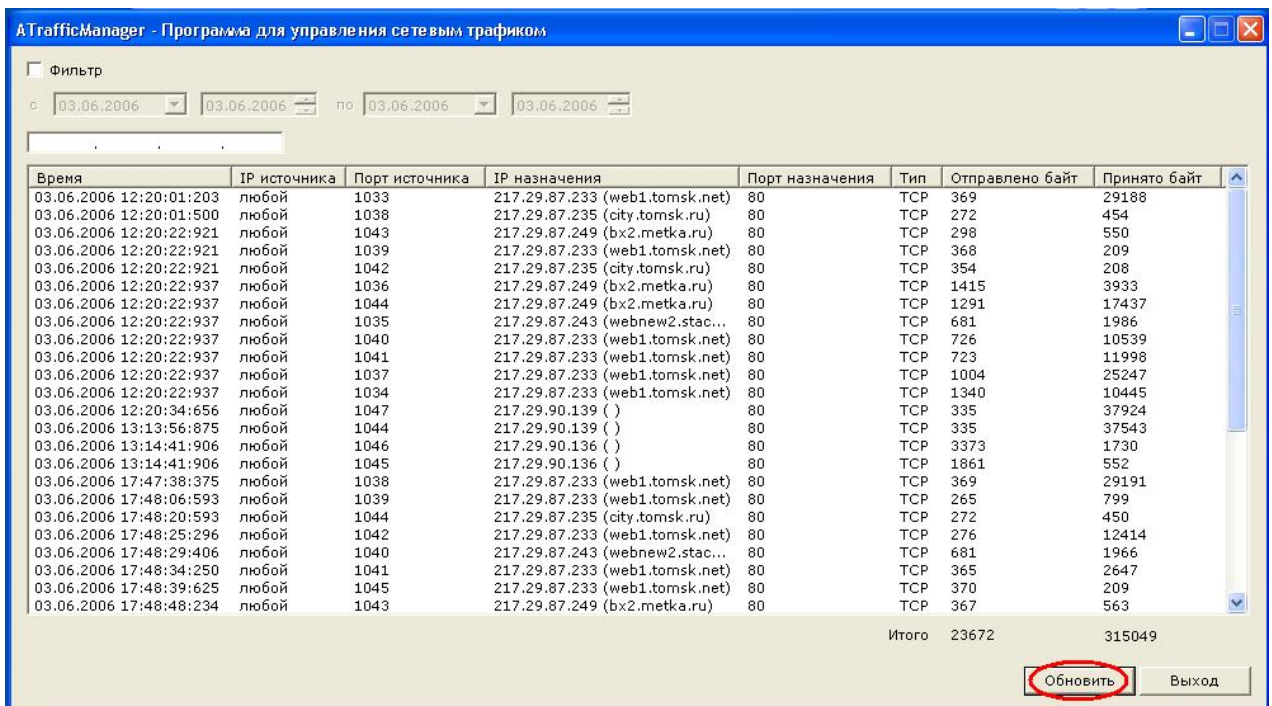 ATrafficManager - Программа для управления сетевым трафиком
Фильтр
с 03.06.2006 03.06.2006 по 03.06.2006 03.06.2006
. . .
Время IP источника Порт источника IP назначения Порт назначения Тип Отправлено байт Принято байт
03.06.2006 12:20:01:203 любой 1033 217.29.87.233 (web1.tomsk.net) 80 TCP 369 29188
03.06.2006 12:20:01:500 любой 1038 217.29.87.235 (city.tomsk.ru) 80 TCP 272 454
03.06.2006 12:20:22:921 любой 1043 217.29.87.249 (bx2.metka.ru) 80 TCP 298 550
03.06.2006 12:20:22:921 любой 1039 217.29.87.233 (web1.tomsk.net) 80 TCP 368 209
03.06.2006 12:20:22:921 любой 1042 217.29.87.235 (city.tomsk.ru) 80 TCP 354 208
03.06.2006 12:20:22:937 любой 1036 217.29.87.249 (bx2.metka.ru) 80 TCP 1415 3933
03.06.2006 12:20:22:937 любой 1044 217.29.87.249 (bx2.metka.ru) 80 TCP 1291 17437
03.06.2006 12:20:22:937 любой 1035 217.29.87.243 (webnew2.stac... 80 TCP 681 1986
03.06.2006 12:20:22:937 любой 1040 217.29.87.233 (web1.tomsk.net) 80 TCP 726 10539
03.06.2006 12:20:22:937 любой 1041 217.29.87.233 (web1.tomsk.net) 80 TCP 723 11998
03.06.2006 12:20:22:937 любой 1037 217.29.87.233 (web1.tomsk.net) 80 TCP 1004 25247
03.06.2006 12:20:22:937 любой 1034 217.29.87.233 (web1.tomsk.net) 80 TCP 1340 10445
03.06.2006 12:20:34:656 любой 1047 217.29.90.139 ( ) 80 TCP 335 37924
03.06.2006 13:13:56:875 любой 1044 217.29.90.139 ( ) 80 TCP 335 37543
03.06.2006 13:14:41:906 любой 1046 217.29.90.136 ( ) 80 TCP 3373 1730
03.06.2006 13:14:41:906 любой 1045 217.29.90.136 ( ) 80 TCP 1861 552
03.06.2006 17:47:38:375 любой 1038 217.29.87.233 (web1.tomsk.net) 80 TCP 369 29191
03.06.2006 17:48:06:593 любой 1039 217.29.87.233 (web1.tomsk.net) 80 TCP 265 799
03.06.2006 17:48:20:593 любой 1044 217.29.87.235 (city.tomsk.ru) 80 TCP 272 450
03.06.2006 17:48:25:296 любой 1042 217.29.87.233 (web1.tomsk.net) 80 TCP 276 12414
03.06.2006 17:48:29:406 любой 1040 217.29.87.243 (webnew2.stac... 80 TCP 681 1966
03.06.2006 17:48:34:250 любой 1041 217.29.87.233 (web1.tomsk.net) 80 TCP 365 2647
03.06.2006 17:48:39:625 любой 1045 217.29.87.233 (web1.tomsk.net) 80 TCP 370 209
03.06.2006 17:48:48:234 любой 1043 217.29.87.249 (bx2.metka.ru) 80 TCP 367 563
Итого 23672 315049
Обновить Выход